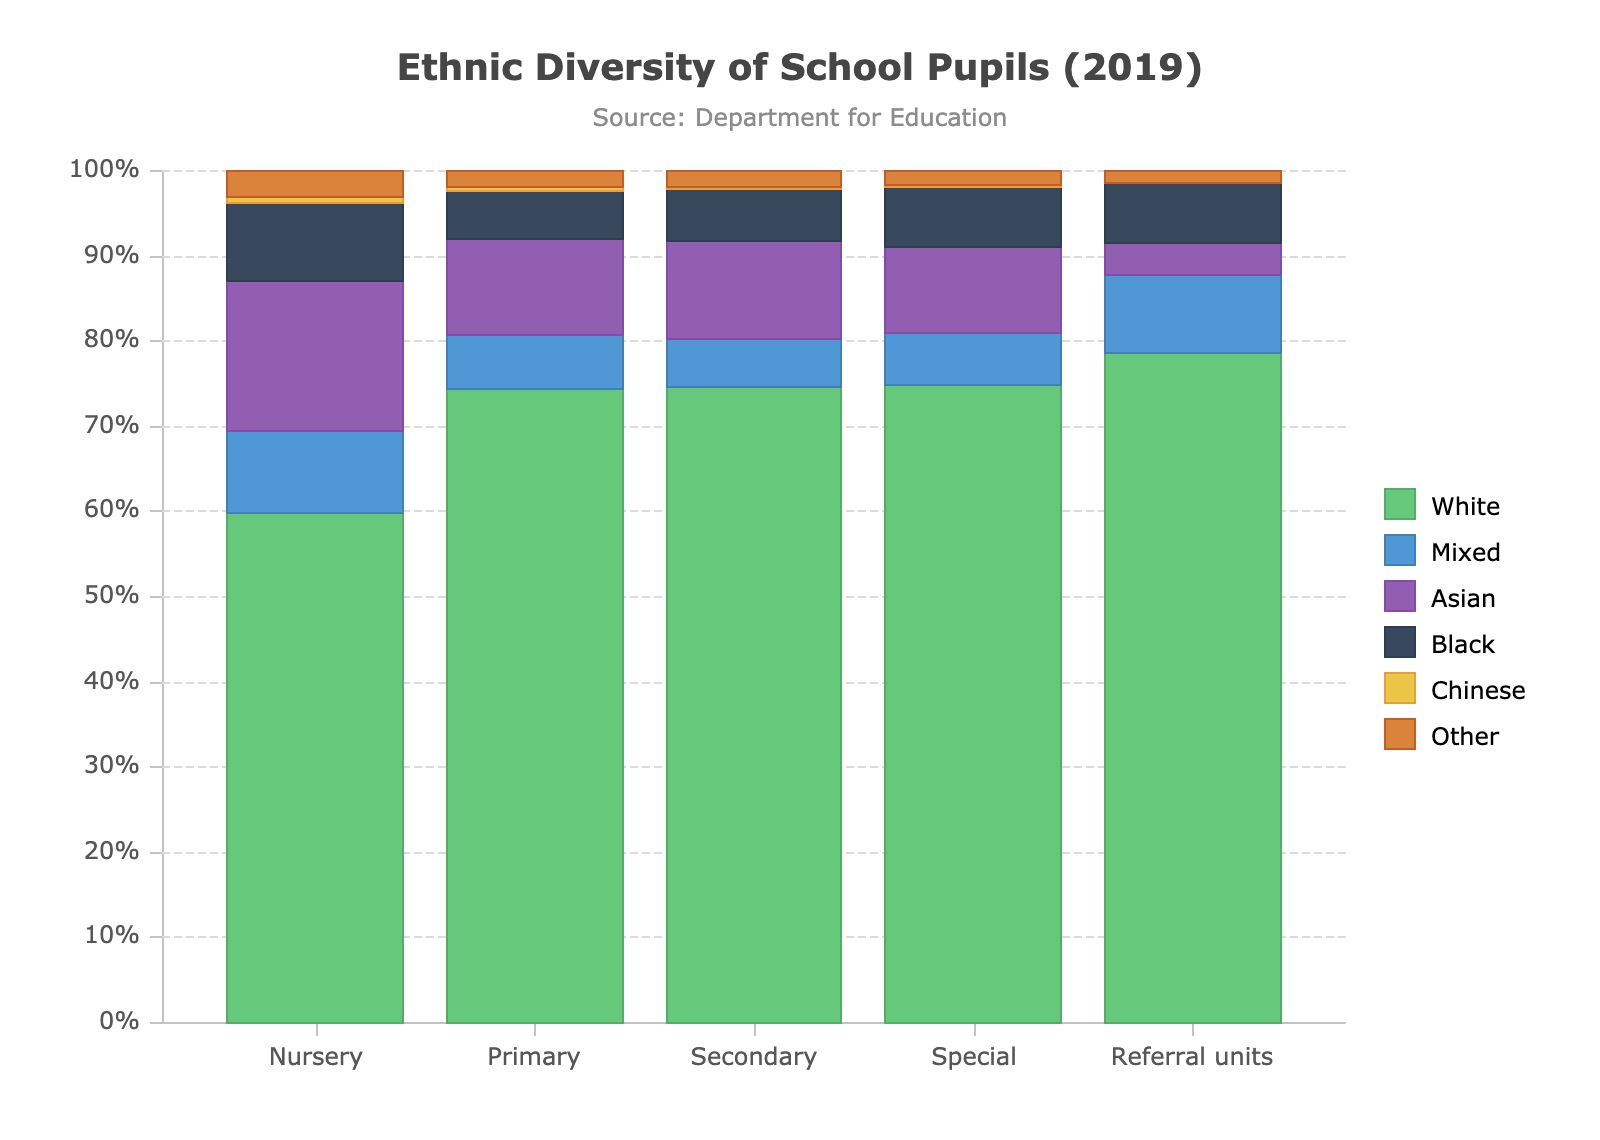 Ethnic Diversity of School Pupils (2019)
Source: Department for Education
100%
90%
80%
70%
60%
50%
40%
30%
20%
10%
0%
Nursery Primary Secondary Special Referral units
White
Mixed
Asian
Black
Chinese
Other